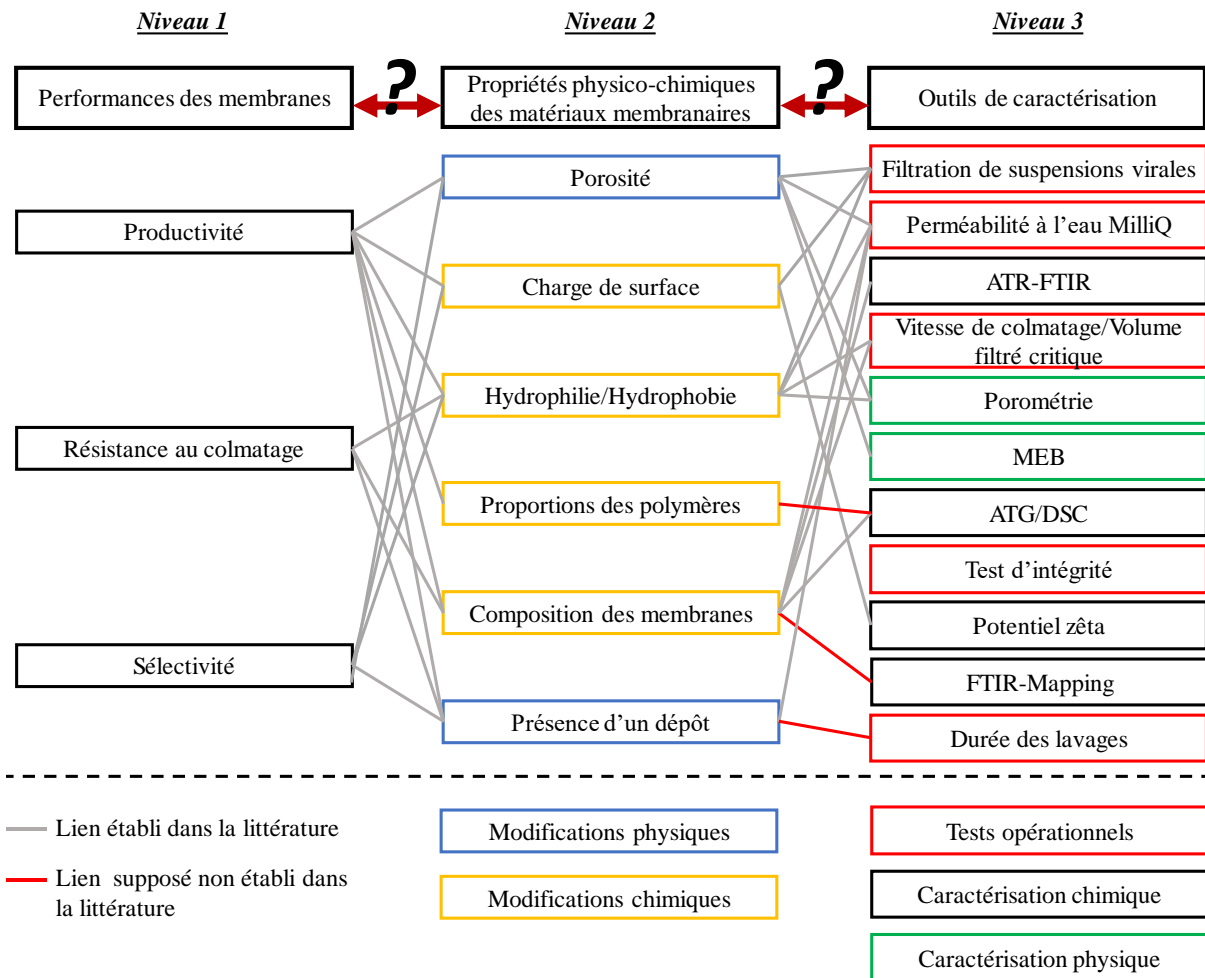 Niveau 1
Niveau 2
Niveau 3
Performances des membranes
?
Propriétés physico-chimiques
des matériaux membranaires
?
Outils de caractérisation
Productivité
Résistance au colmatage
Sélectivité
Porosité
Charge de surface
Hydrophilie/Hydrophobie
Proportions des polymères
Composition des membranes
Présence d'un dépôt
Filtration de suspensions virales
Perméabilité à l'eau MilliQ
ATR-FTIR
Vitesse de colmatage/Volume
filtré critique
Porométrie
MEB
ATG/DSC
Test d'intégrité
Potentiel zêta
FTIR-Mapping
Durée des lavages
Lien établi dans la littérature
Lien supposé non établi dans
la littérature
Modifications physiques
Modifications chimiques
Tests opérationnels
Caractérisation chimique
Caractérisation physique